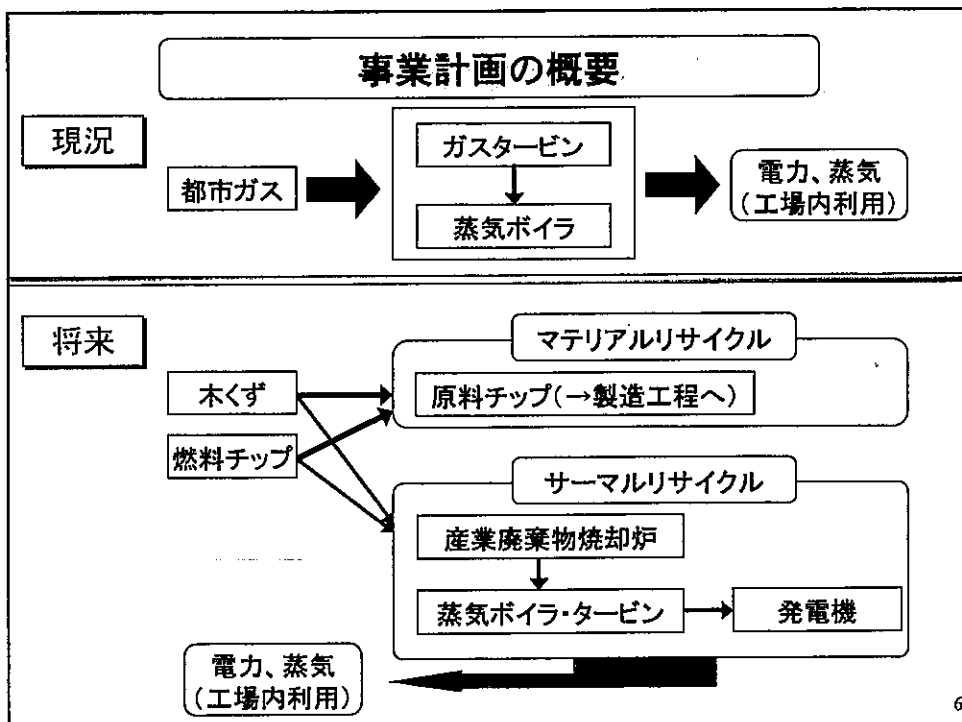 事業計画の概要
現況
都市ガス
ガスタービン
蒸気ボイラ
電力、蒸気
(工場内利用)
将来
木くず
燃料チップ
マテリアルリサイクル
原料チップ(→製造工程へ)
サーマルリサイクル
産業廃棄物焼却炉
蒸気ボイラ・タービン
発電機
電力、蒸気
(工場内利用)
6